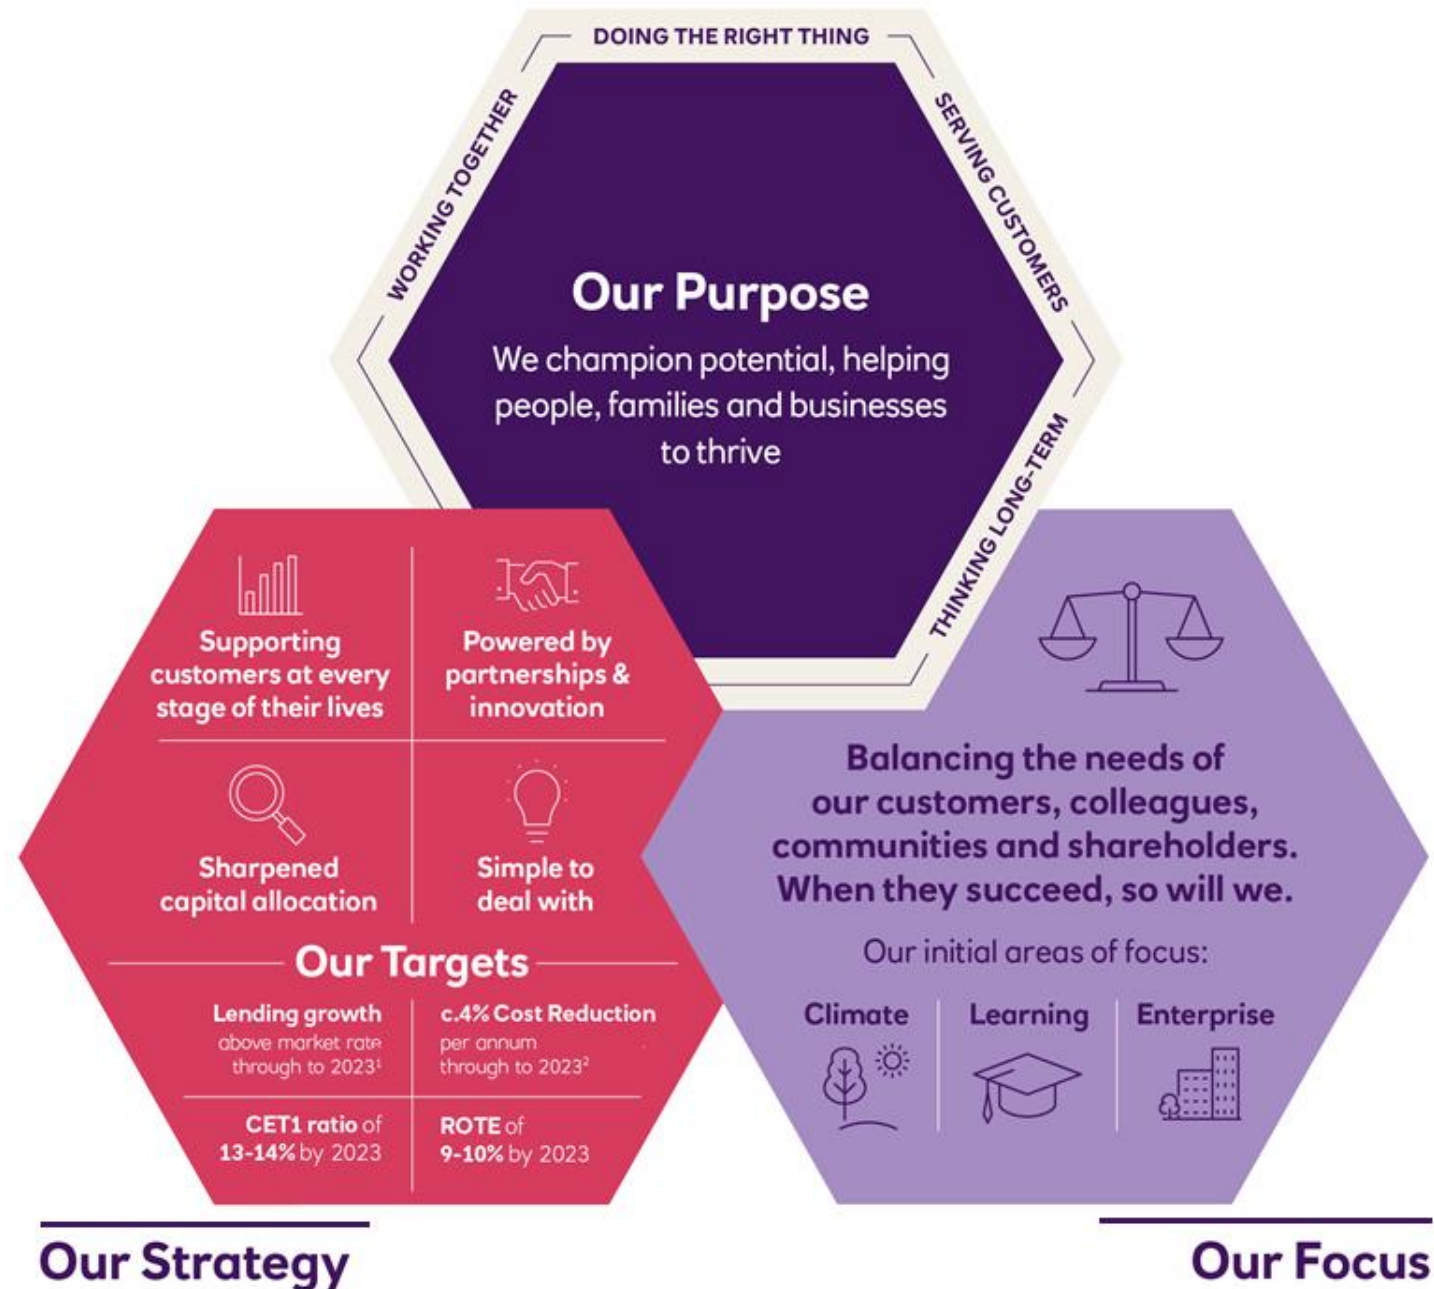 DOING THE RIGHT THING
WORKING TOGETHER
SERVING CUSTOMERS
THINKING LONG-TERM
Our Purpose
We champion potential, helping
people, families and businesses
to thrive
Supporting
customers at every
stage of their lives
Powered by
partnerships &
innovation
Sharpened
capital allocation
Simple to
deal with
Our Targets
Lending growth
above market rate
through to 2023¹
c.4% Cost Reduction
per annum
through to 2023²
CET1 ratio of
13-14% by 2023
ROTE of
9-10% by 2023
Our Strategy
Balancing the needs of
our customers, colleagues,
communities and shareholders.
When they succeed, so will we.
Our initial areas of focus:
Climate
Learning
Enterprise
Our Focus